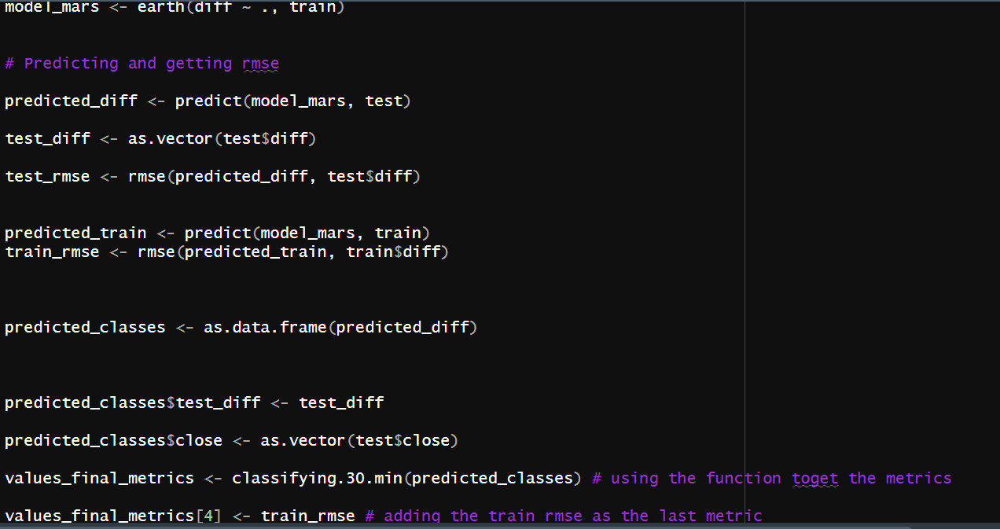 model_mars <- earth(diff ~ ., train)
# Predicting and getting rmse
predicted_diff <- predict(model_mars, test)
test_diff <- as.vector(test$diff)
test_rmse <- rmse(predicted_diff, test$diff)
predicted_train <- predict(model_mars, train)
train_rmse <- rmse(predicted_train, train$diff)
predicted_classes <- as.data.frame(predicted_diff)
predicted_classes$test_diff <- test_diff
predicted_classes$close <- as.vector(test$close)
values_final_metrics <- classifying.30.min(predicted_classes) # using the function toget the metrics
values_final_metrics[4] <- train_rmse # adding the train rmse as the last metric